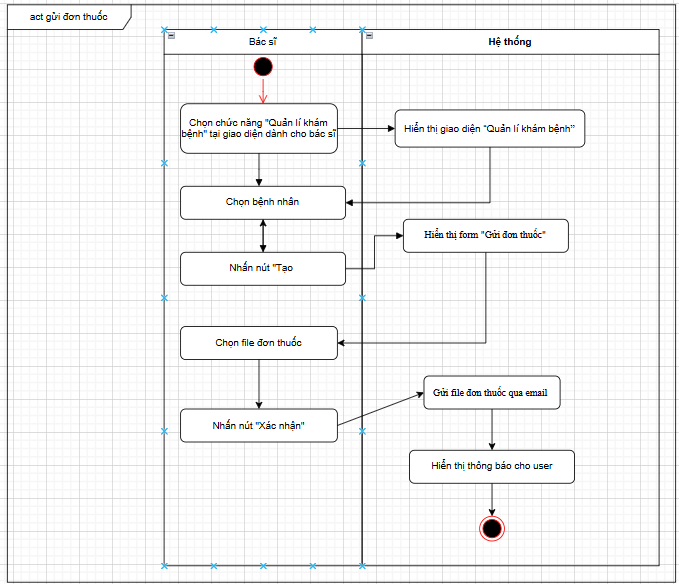 act gửi đơn thuốc
Bác sĩ
Hệ thống
Chọn chức năng "Quản lí khám
bệnh" tại giao diện dành cho bác sĩ
Hiển thị giao diện "Quản lí khám bệnh”
Chọn bệnh nhân
Hiển thị form "Gửi đơn thuốc"
Nhấn nút "Tạo
Chọn file đơn thuốc
Gửi file đơn thuốc qua email
Nhấn nút "Xác nhận"
Hiển thị thông báo cho user